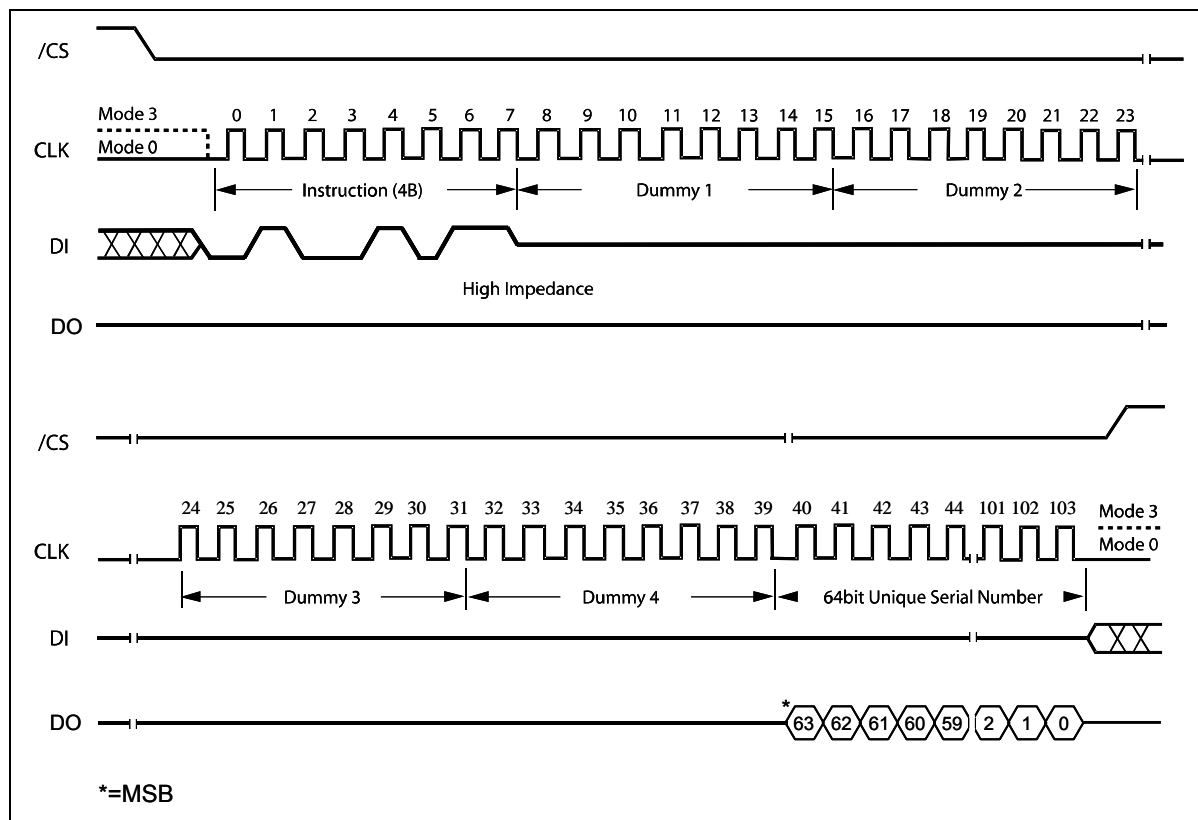 /CS
Mode 3
0 1 2 3 4 5 6 7 8 9 10 11 12 13 14 15 16 17 18 19 20 21 22 23
CLK
Mode 0
Instruction (4B)
Dummy 1
Dummy 2
DI
High Impedance
DO
/CS
24 25 26 27 28 29 30 31 32 33 34 35 36 37 38 39 40 41 42 43 44 101 102 103
Mode 3
CLK
Mode 0
Dummy 3
Dummy 4
64bit Unique Serial Number
DI
*
DO
63 62 61 60 59 2 1 0
*=MSB